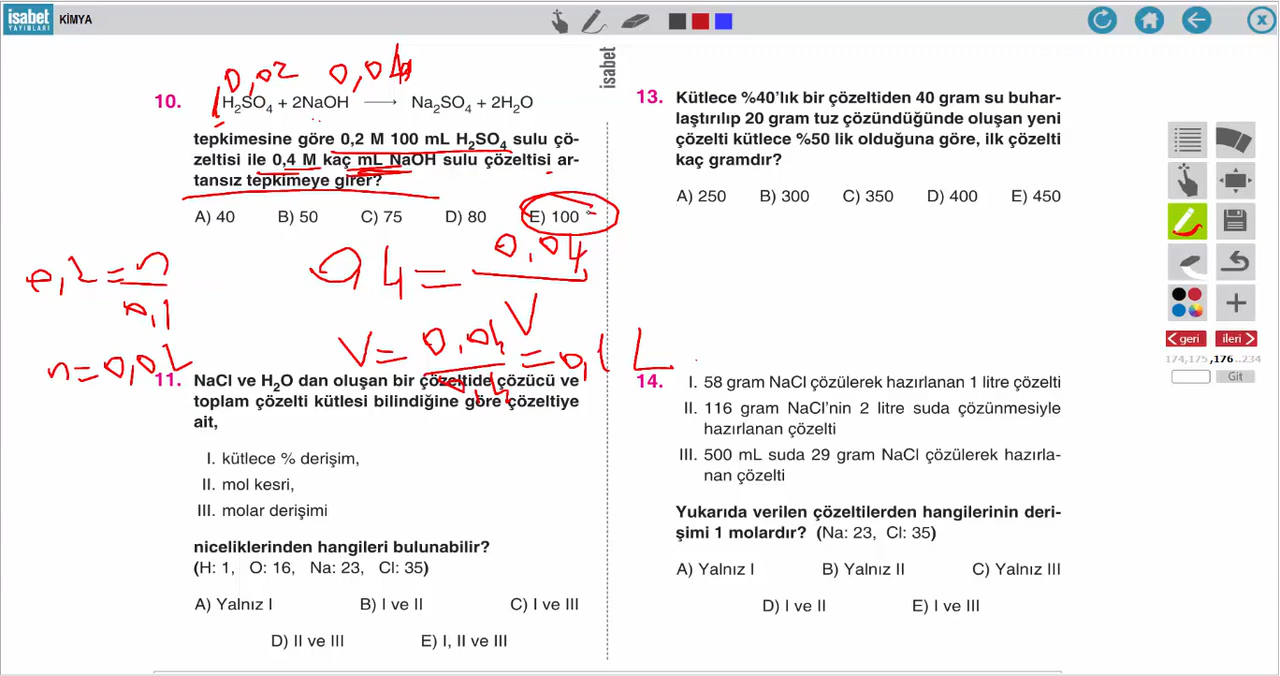 isabet
YAYINLARI
KİMYA
0,02 0,04
10. 1 H₂SO₄ + 2NaOH ⟶ Na₂SO₄ + 2H₂O
tepkimesine göre 0,2 M 100 mL H₂SO₄ sulu çö-
zeltisi ile 0,4 M kaç mL NaOH sulu çözeltisi ar-
tansız tepkimeye girer?
A) 40 B) 50 C) 75 D) 80 E) 100
0,2 = n / 0,1
n = 0,02
0,4 = 0,04 / V
V = 0,04 / 0,4 = 0,1 L
11. NaCl ve H₂O dan oluşan bir çözeltide çözücü ve
toplam çözelti kütlesi bilindiğine göre çözeltiye
ait,
I. kütlece % derişim,
II. mol kesri,
III. molar derişimi
niceliklerinden hangileri bulunabilir?
(H: 1, O: 16, Na: 23, Cl: 35)
A) Yalnız I B) I ve II C) I ve III
D) II ve III E) I, II ve III
isabet
13. Kütlece %40'lık bir çözeltiden 40 gram su buhar-
laştırılıp 20 gram tuz çözündüğünde oluşan yeni
çözelti kütlece %50 lik olduğuna göre, ilk çözelti
kaç gramdır?
A) 250 B) 300 C) 350 D) 400 E) 450
14. I. 58 gram NaCl çözülerek hazırlanan 1 litre çözelti
II. 116 gram NaCl'nin 2 litre suda çözünmesiyle
hazırlanan çözelti
III. 500 mL suda 29 gram NaCl çözülerek hazırla-
nan çözelti
Yukarıda verilen çözeltilerden hangilerinin deri-
şimi 1 molardır? (Na: 23, Cl: 35)
A) Yalnız I B) Yalnız II C) Yalnız III
D) I ve II E) I ve III
geri ileri
174,175,176...234
Git